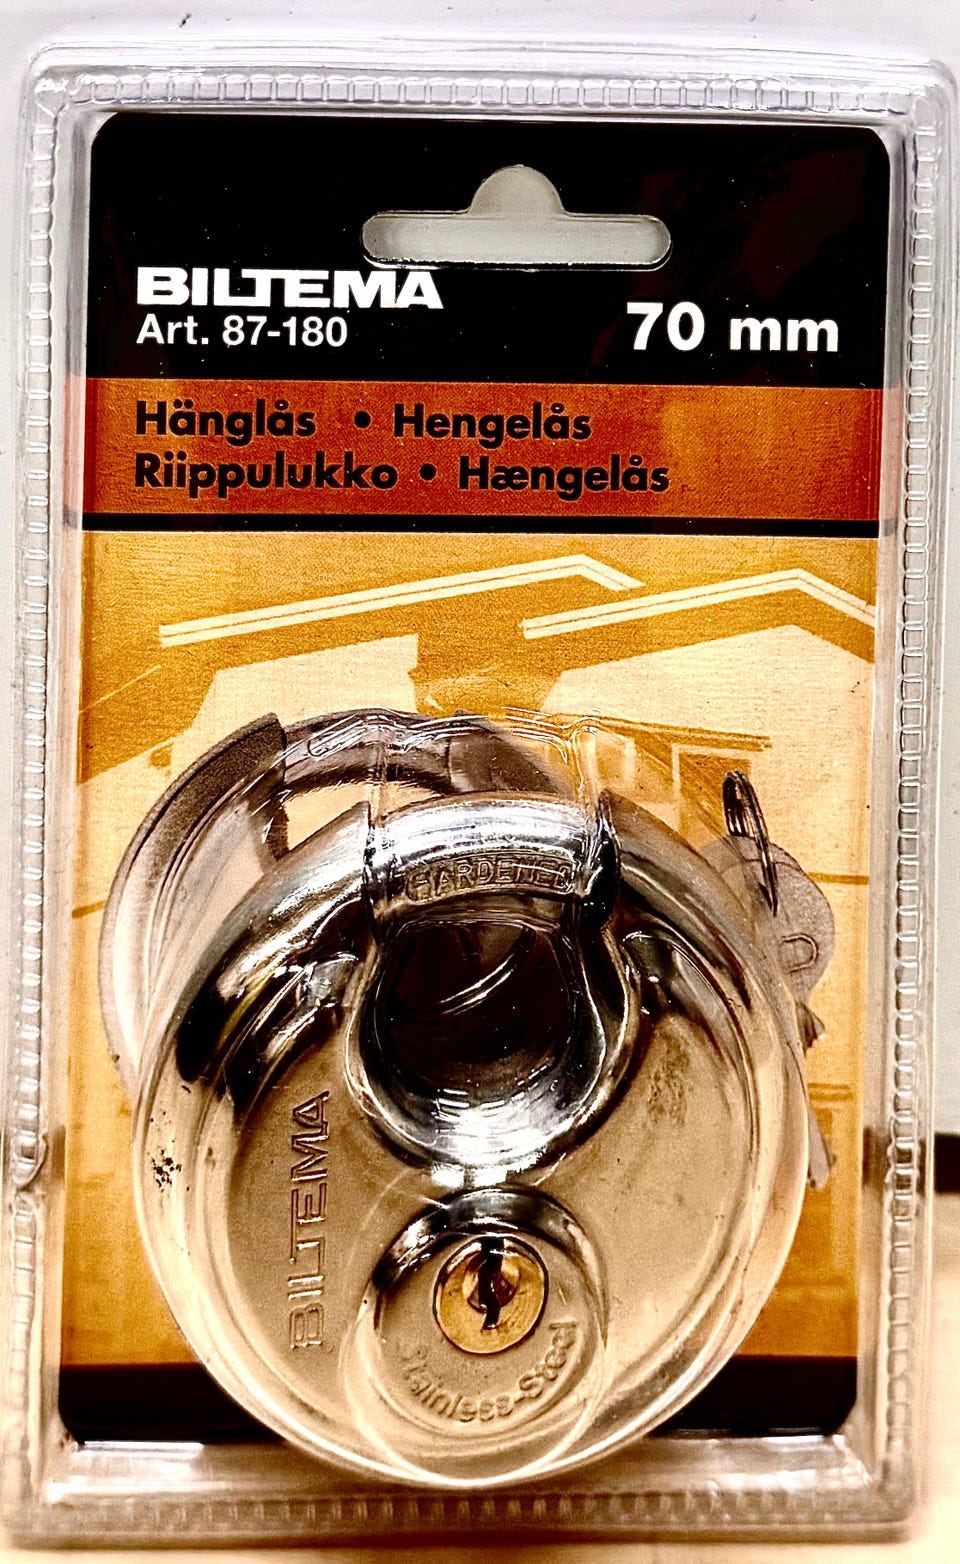 BILTEMA
Art. 87-180
70 mm
Hänglås • Hengelås
Riippulukko • Hængelås
HARDENED
BILTEMA
Stainless-Steel